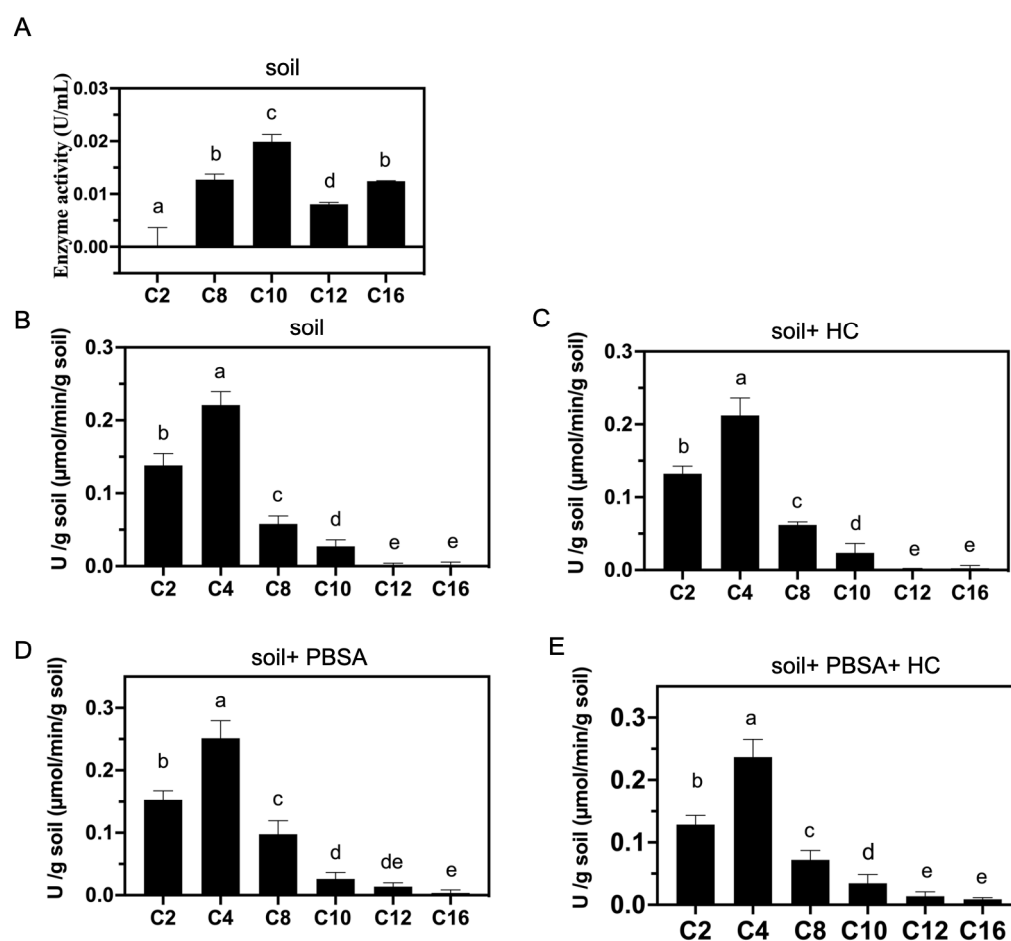 A
soil
Enzyme activity (U/mL)
0.03
0.02
0.01
0.00
a
b
c
d
b
C2 C8 C10 C12 C16
B
soil
U /g soil (μmol/min/g soil)
0.3
0.2
0.1
0.0
b
a
c
d
e
e
C2 C4 C8 C10 C12 C16
C
soil+ HC
U /g soil (μmol/min/g soil)
0.3
0.2
0.1
0.0
b
a
c
d
e
e
C2 C4 C8 C10 C12 C16
D
soil+ PBSA
U /g soil (μmol/min/g soil)
0.3
0.2
0.1
0.0
b
a
c
d
de
e
C2 C4 C8 C10 C12 C16
E
soil+ PBSA+ HC
U /g soil (μmol/min/g soil)
0.3
0.2
0.1
0.0
b
a
c
d
e
e
C2 C4 C8 C10 C12 C16